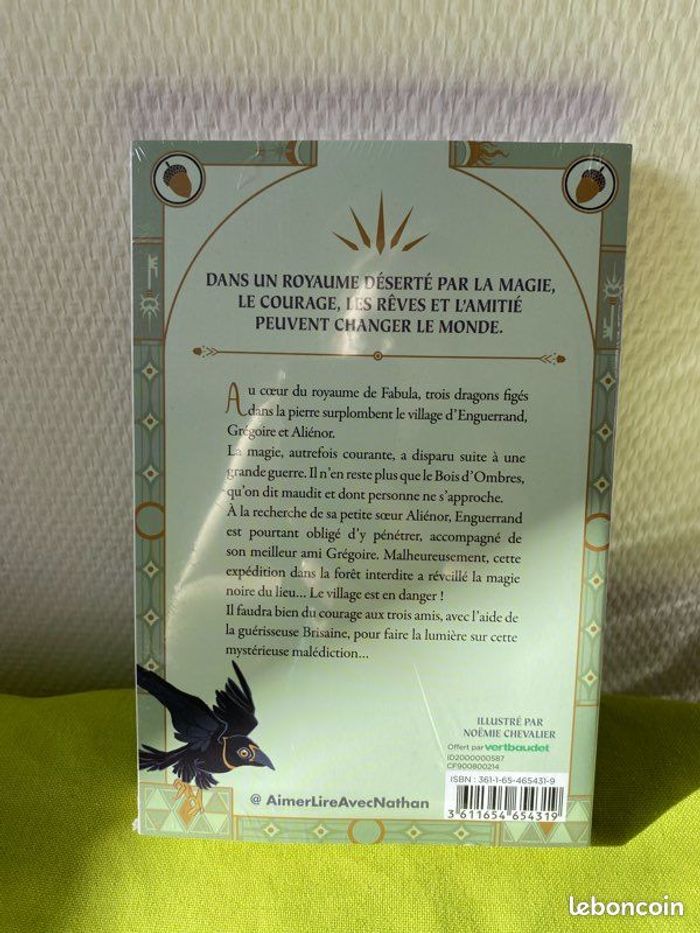 DANS UN ROYAUME DÉSERTÉ PAR LA MAGIE,
LE COURAGE, LES RÊVES ET L'AMITIÉ
PEUVENT CHANGER LE MONDE.
Au cœur du royaume de Fabula, trois dragons figés
dans la pierre surplombent le village d'Enguerrand,
Grégoire et Aliénor.
La magie, autrefois courante, a disparu suite à une
grande guerre. Il n'en reste plus que le Bois d'Ombres,
qu'on dit maudit et dont personne ne s'approche.
À la recherche de sa petite sœur Aliénor, Enguerrand
est pourtant obligé d'y pénétrer, accompagné de
son meilleur ami Grégoire. Malheureusement, cette
expédition dans la forêt interdite a réveillé la magie
noire du lieu... Le village est en danger !
Il faudra bien du courage aux trois amis, avec l'aide de
la guérisseuse Brisaine, pour faire la lumière sur cette
mystérieuse malédiction...
ILLUSTRÉ PAR
NOÉMIE CHEVALIER
Offert par vertbaudet
ID2000000587
CF900800214
ISBN : 361-1-65-465431-9
3 611654 654319
@ AimerLireAvecNathan
leboncoin